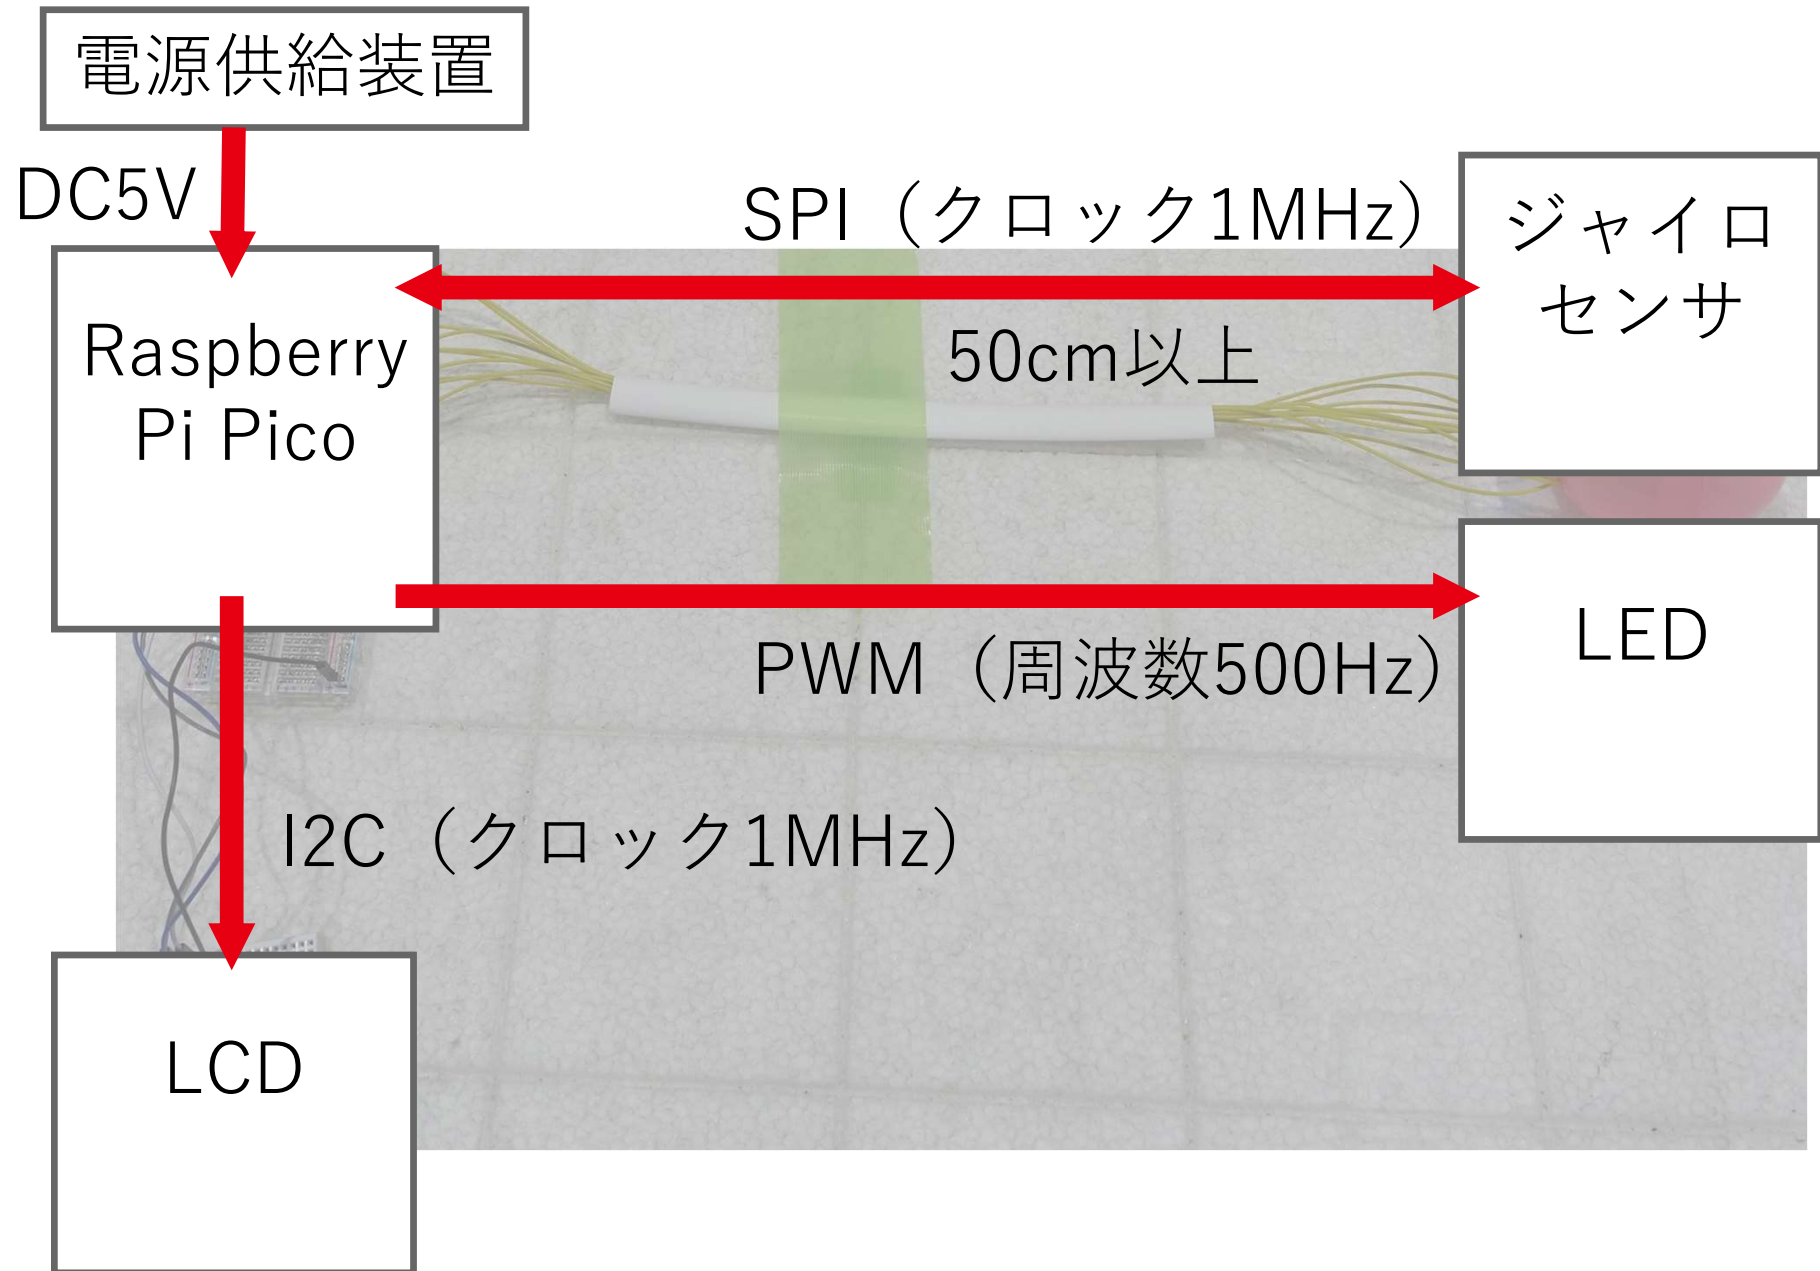 電源供給装置
DC5V
SPI（クロック1MHz）
50cm以上
ジャイロ
センサ
Raspberry
Pi Pico
PWM（周波数500Hz）
LED
I2C（クロック1MHz）
LCD